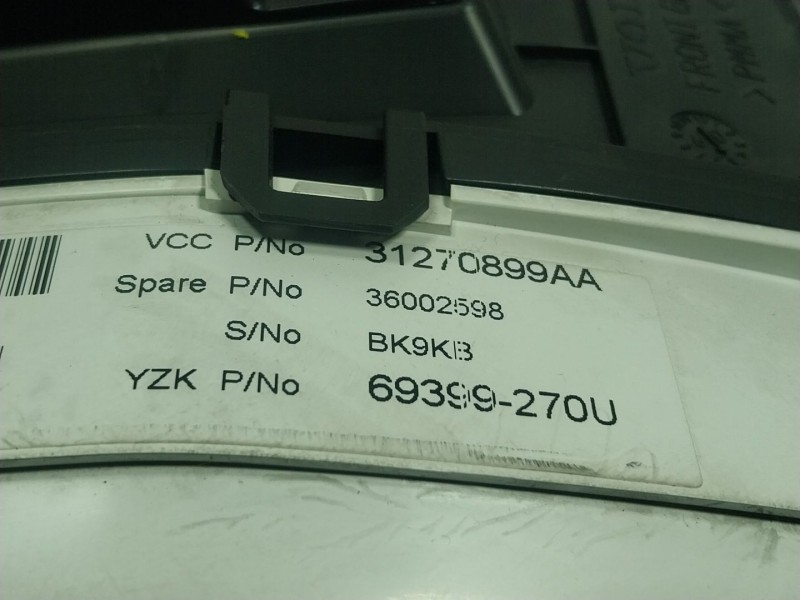 VCC P/No 31270899AA
Spare P/No 36002598
S/No BK9KB
YZK P/No 69399-270U